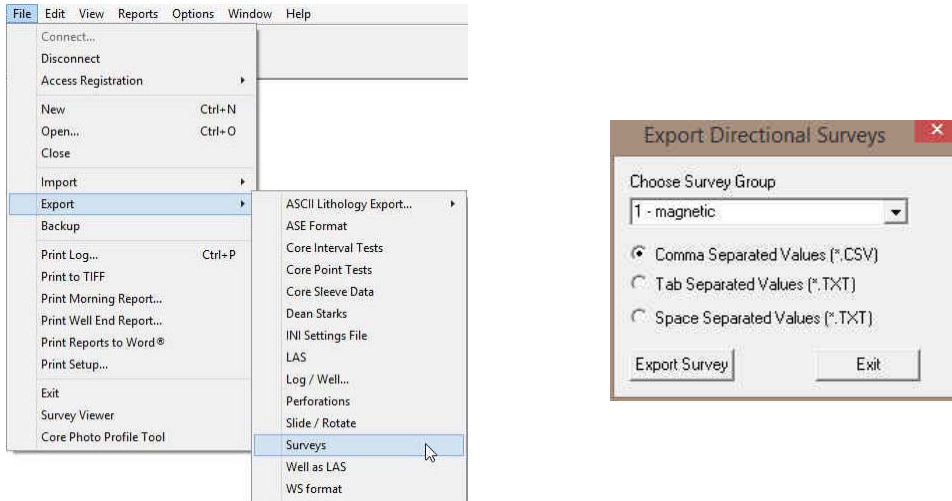 File Edit View Reports Options Window Help
Connect...
Disconnect
Access Registration
New Ctrl+N
Open... Ctrl+O
Close
Import
Export
Backup
Print Log... Ctrl+P
Print to TIFF
Print Morning Report...
Print Well End Report...
Print Reports to Word®
Print Setup...
Exit
Survey Viewer
Core Photo Profile Tool
ASCII Lithology Export...
ASE Format
Core Interval Tests
Core Point Tests
Core Sleeve Data
Dean Starks
INI Settings File
LAS
Log / Well...
Perforations
Slide / Rotate
Surveys
Well as LAS
WS format
Export Directional Surveys
Choose Survey Group
1 - magnetic
Comma Separated Values (*.CSV)
Tab Separated Values (*.TXT)
Space Separated Values (*.TXT)
Export Survey Exit